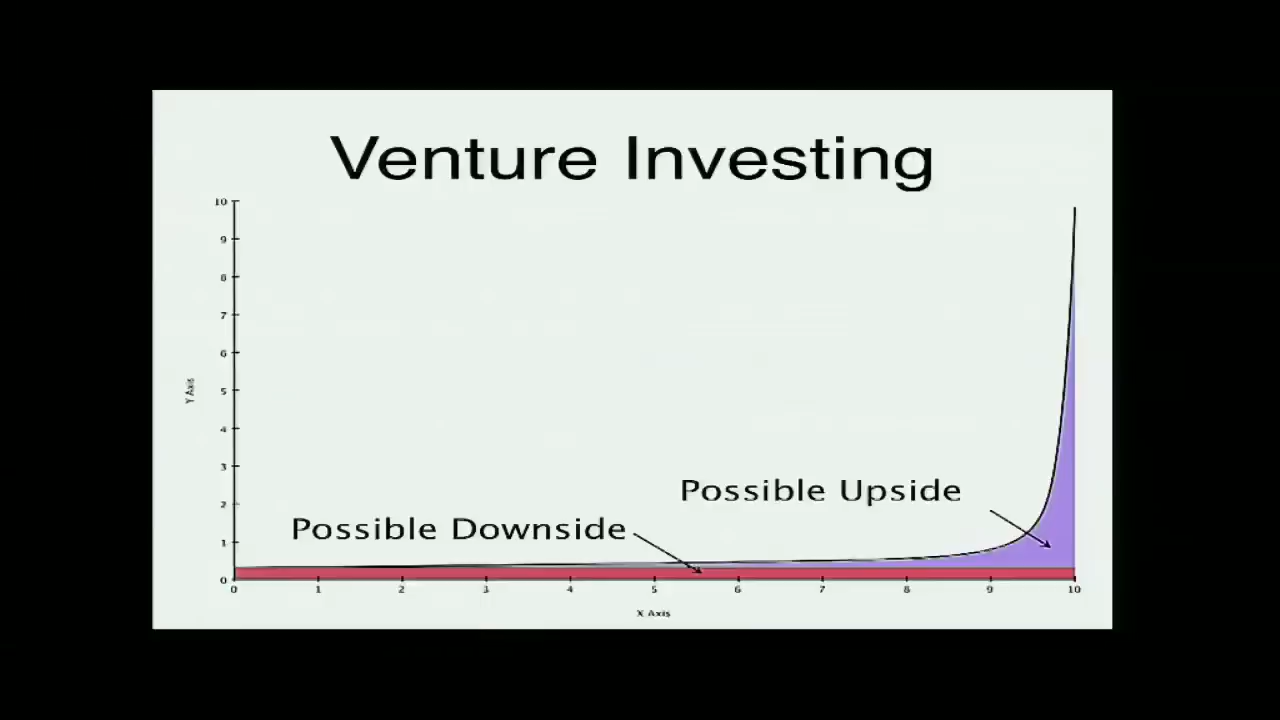 Venture Investing
10
9
8
7
6
5
4
3
2
1
0
Y Axis
Possible Upside
Possible Downside
0 1 2 3 4 5 6 7 8 9 10
X Axis